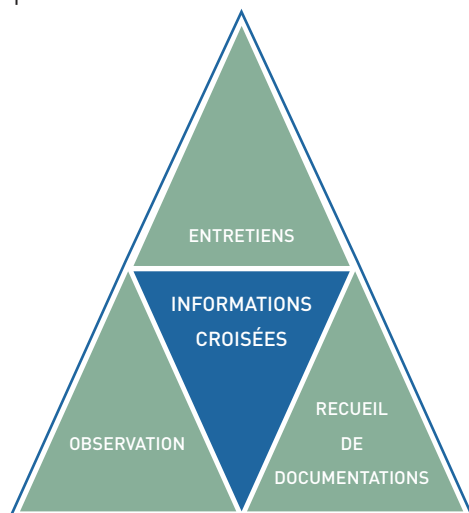 ENTRETIENS
INFORMATIONS
CROISÉES
OBSERVATION
RECUEIL
DE
DOCUMENTATIONS